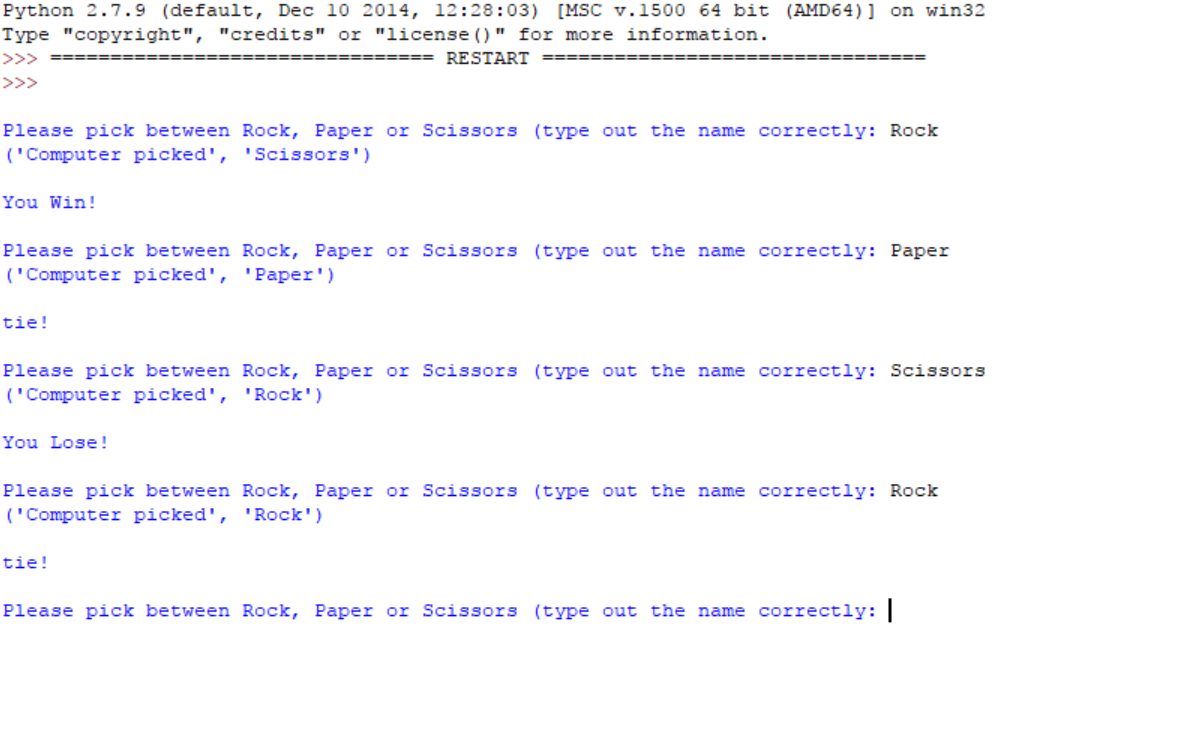 Python 2.7.9 (default, Dec 10 2014, 12:28:03) [MSC v.1500 64 bit (AMD64)] on win32
Type "copyright", "credits" or "license()" for more information.
>>> ================================ RESTART ================================
>>>
Please pick between Rock, Paper or Scissors (type out the name correctly: Rock
('Computer picked', 'Scissors')
You Win!
Please pick between Rock, Paper or Scissors (type out the name correctly: Paper
('Computer picked', 'Paper')
tie!
Please pick between Rock, Paper or Scissors (type out the name correctly: Scissors
('Computer picked', 'Rock')
You Lose!
Please pick between Rock, Paper or Scissors (type out the name correctly: Rock
('Computer picked', 'Rock')
tie!
Please pick between Rock, Paper or Scissors (type out the name correctly: